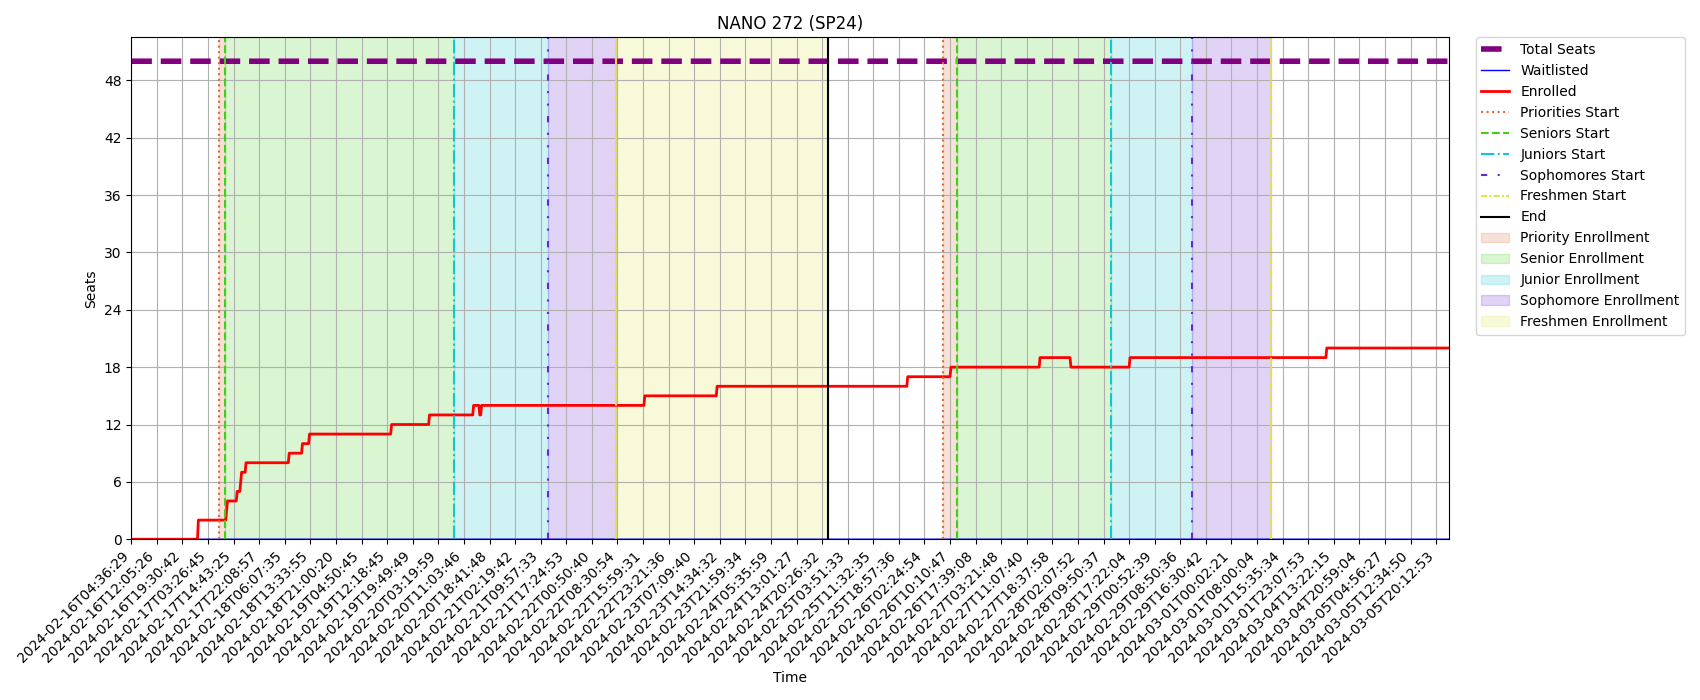 NANO 272 (SP24)
Seats
48
42
36
30
24
18
12
6
0
2024-02-16T04:36:29
2024-02-16T12:05:26
2024-02-16T19:30:42
2024-02-17T03:26:45
2024-02-17T14:43:25
2024-02-17T22:08:57
2024-02-18T06:07:35
2024-02-18T13:33:55
2024-02-18T21:00:20
2024-02-19T04:50:45
2024-02-19T12:18:45
2024-02-19T19:49:49
2024-02-20T03:19:59
2024-02-20T11:03:46
2024-02-20T18:41:48
2024-02-21T02:19:42
2024-02-21T09:57:33
2024-02-21T17:24:53
2024-02-22T00:50:40
2024-02-22T08:30:54
2024-02-22T15:59:31
2024-02-22T23:21:36
2024-02-23T07:09:40
2024-02-23T14:34:32
2024-02-23T21:59:34
2024-02-24T05:35:59
2024-02-24T13:01:27
2024-02-24T20:26:32
2024-02-25T03:51:33
2024-02-25T11:32:35
2024-02-25T18:57:36
2024-02-26T02:24:54
2024-02-26T10:10:47
2024-02-26T17:39:08
2024-02-27T03:21:48
2024-02-27T11:07:40
2024-02-27T18:37:58
2024-02-28T02:07:52
2024-02-28T09:50:37
2024-02-28T17:22:04
2024-02-29T00:52:39
2024-02-29T08:50:36
2024-02-29T16:30:42
2024-03-01T00:02:21
2024-03-01T08:00:04
2024-03-01T15:35:34
2024-03-01T23:07:53
2024-03-04T13:22:15
2024-03-04T20:59:04
2024-03-05T04:56:27
2024-03-05T12:34:50
2024-03-05T20:12:53
Time
Total Seats
Waitlisted
Enrolled
Priorities Start
Seniors Start
Juniors Start
Sophomores Start
Freshmen Start
End
Priority Enrollment
Senior Enrollment
Junior Enrollment
Sophomore Enrollment
Freshmen Enrollment